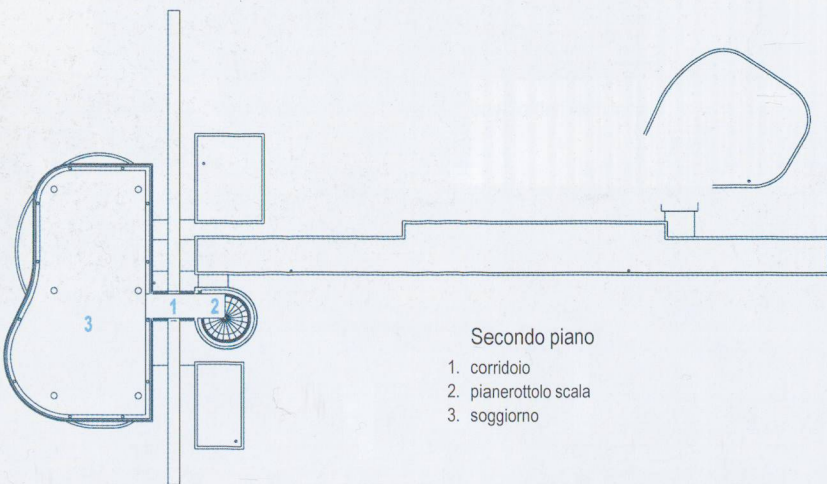 1
2
3
Secondo piano
1. corridoio
2. pianerottolo scala
3. soggiorno